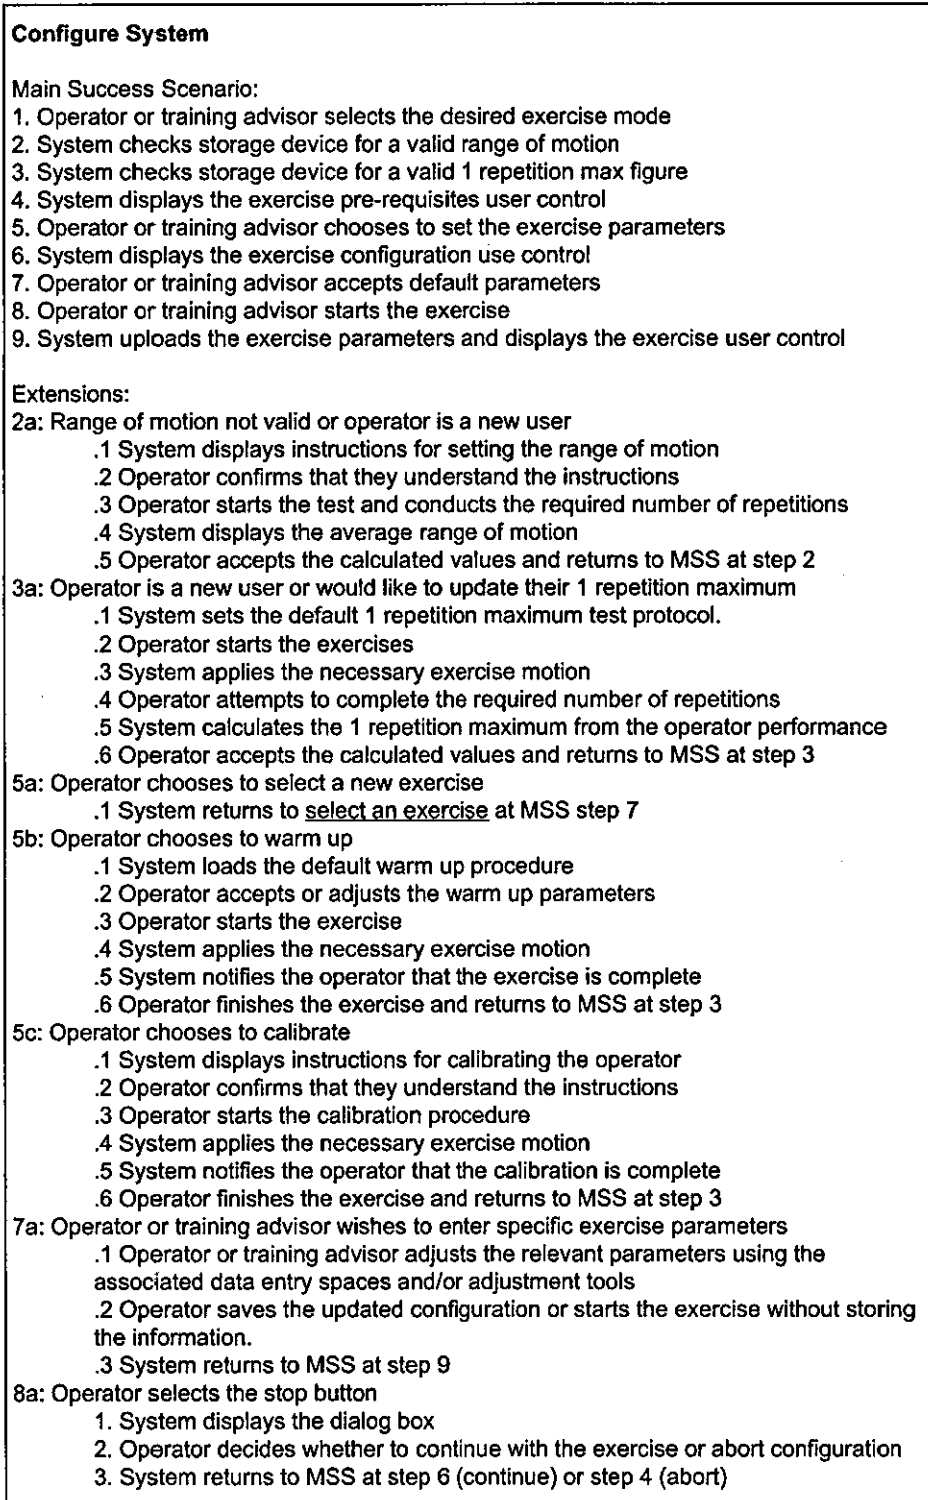 Configure System
Main Success Scenario:
1. Operator or training advisor selects the desired exercise mode
2. System checks storage device for a valid range of motion
3. System checks storage device for a valid 1 repetition max figure
4. System displays the exercise pre-requisites user control
5. Operator or training advisor chooses to set the exercise parameters
6. System displays the exercise configuration use control
7. Operator or training advisor accepts default parameters
8. Operator or training advisor starts the exercise
9. System uploads the exercise parameters and displays the exercise user control
Extensions:
2a: Range of motion not valid or operator is a new user
.1 System displays instructions for setting the range of motion
.2 Operator confirms that they understand the instructions
.3 Operator starts the test and conducts the required number of repetitions
.4 System displays the average range of motion
.5 Operator accepts the calculated values and returns to MSS at step 2
3a: Operator is a new user or would like to update their 1 repetition maximum
.1 System sets the default 1 repetition maximum test protocol.
.2 Operator starts the exercises
.3 System applies the necessary exercise motion
.4 Operator attempts to complete the required number of repetitions
.5 System calculates the 1 repetition maximum from the operator performance
.6 Operator accepts the calculated values and returns to MSS at step 3
5a: Operator chooses to select a new exercise
.1 System returns to select an exercise at MSS step 7
5b: Operator chooses to warm up
.1 System loads the default warm up procedure
.2 Operator accepts or adjusts the warm up parameters
.3 Operator starts the exercise
.4 System applies the necessary exercise motion
.5 System notifies the operator that the exercise is complete
.6 Operator finishes the exercise and returns to MSS at step 3
5c: Operator chooses to calibrate
.1 System displays instructions for calibrating the operator
.2 Operator confirms that they understand the instructions
.3 Operator starts the calibration procedure
.4 System applies the necessary exercise motion
.5 System notifies the operator that the calibration is complete
.6 Operator finishes the exercise and returns to MSS at step 3
7a: Operator or training advisor wishes to enter specific exercise parameters
.1 Operator or training advisor adjusts the relevant parameters using the
associated data entry spaces and/or adjustment tools
.2 Operator saves the updated configuration or starts the exercise without storing
the information.
.3 System returns to MSS at step 9
8a: Operator selects the stop button
1. System displays the dialog box
2. Operator decides whether to continue with the exercise or abort configuration
3. System returns to MSS at step 6 (continue) or step 4 (abort)